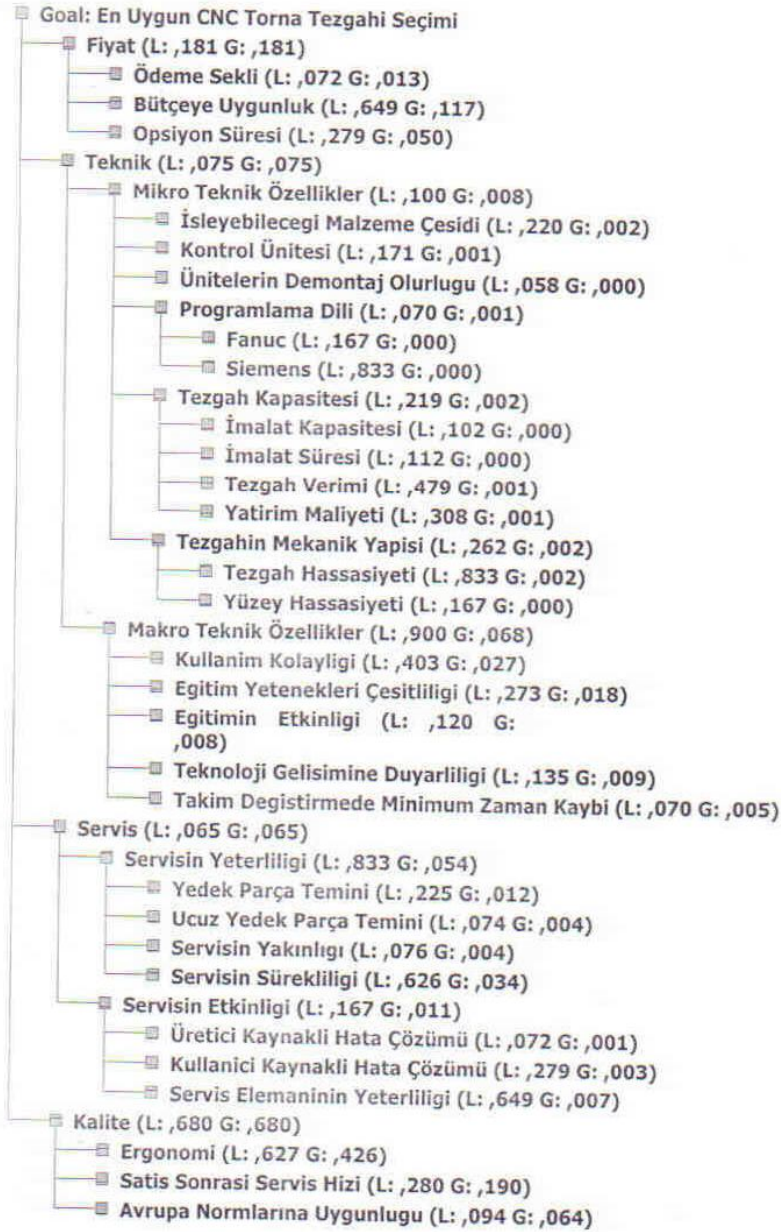 Goal: En Uygun CNC Torna Tezgahi Seçimi
Fiyat (L: ,181 G: ,181)
Ödeme Sekli (L: ,072 G: ,013)
Bütçeye Uygunluk (L: ,649 G: ,117)
Opsiyon Süresi (L: ,279 G: ,050)
Teknik (L: ,075 G: ,075)
Mikro Teknik Özellikler (L: ,100 G: ,008)
İsleyebilecegi Malzeme Çesidi (L: ,220 G: ,002)
Kontrol Ünitesi (L: ,171 G: ,001)
Ünitelerin Demontaj Olurlugu (L: ,058 G: ,000)
Programlama Dili (L: ,070 G: ,001)
Fanuc (L: ,167 G: ,000)
Siemens (L: ,833 G: ,000)
Tezgah Kapasitesi (L: ,219 G: ,002)
İmalat Kapasitesi (L: ,102 G: ,000)
İmalat Süresi (L: ,112 G: ,000)
Tezgah Verimi (L: ,479 G: ,001)
Yatirim Maliyeti (L: ,308 G: ,001)
Tezgahin Mekanik Yapisi (L: ,262 G: ,002)
Tezgah Hassasiyeti (L: ,833 G: ,002)
Yüzey Hassasiyeti (L: ,167 G: ,000)
Makro Teknik Özellikler (L: ,900 G: ,068)
Kullanim Kolayligi (L: ,403 G: ,027)
Egitim Yetenekleri Çesitliligi (L: ,273 G: ,018)
Egitimin Etkinligi (L: ,120 G:
,008)
Teknoloji Gelisimine Duyarliligi (L: ,135 G: ,009)
Takim Degistirmede Minimum Zaman Kaybi (L: ,070 G: ,005)
Servis (L: ,065 G: ,065)
Servisin Yeterliligi (L: ,833 G: ,054)
Yedek Parça Temini (L: ,225 G: ,012)
Ucuz Yedek Parça Temini (L: ,074 G: ,004)
Servisin Yakınlıgı (L: ,076 G: ,004)
Servisin Sürekliligi (L: ,626 G: ,034)
Servisin Etkinligi (L: ,167 G: ,011)
Üretici Kaynakli Hata Çözümü (L: ,072 G: ,001)
Kullanici Kaynakli Hata Çözümü (L: ,279 G: ,003)
Servis Elemaninin Yeterliligi (L: ,649 G: ,007)
Kalite (L: ,680 G: ,680)
Ergonomi (L: ,627 G: ,426)
Satis Sonrasi Servis Hizi (L: ,280 G: ,190)
Avrupa Normlarına Uygunlugu (L: ,094 G: ,064)